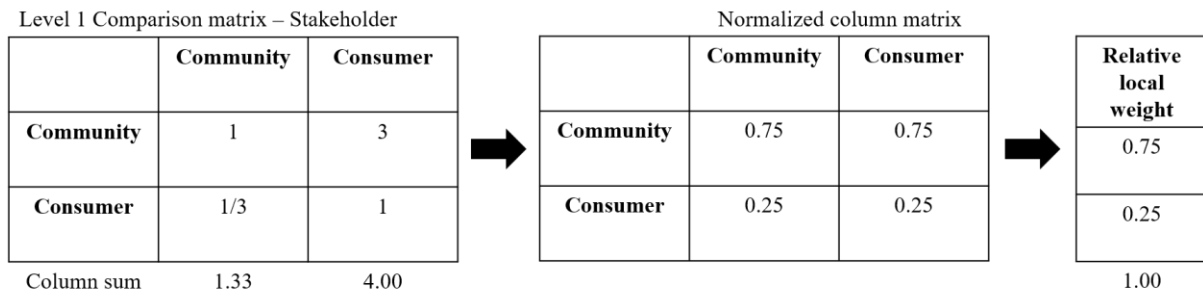 Level 1 Comparison matrix – Stakeholder
Community Consumer
Community 1 3
Consumer 1/3 1
Column sum 1.33 4.00
Normalized column matrix
Community Consumer
Community 0.75 0.75
Consumer 0.25 0.25
Relative
local
weight
0.75
0.25
1.00